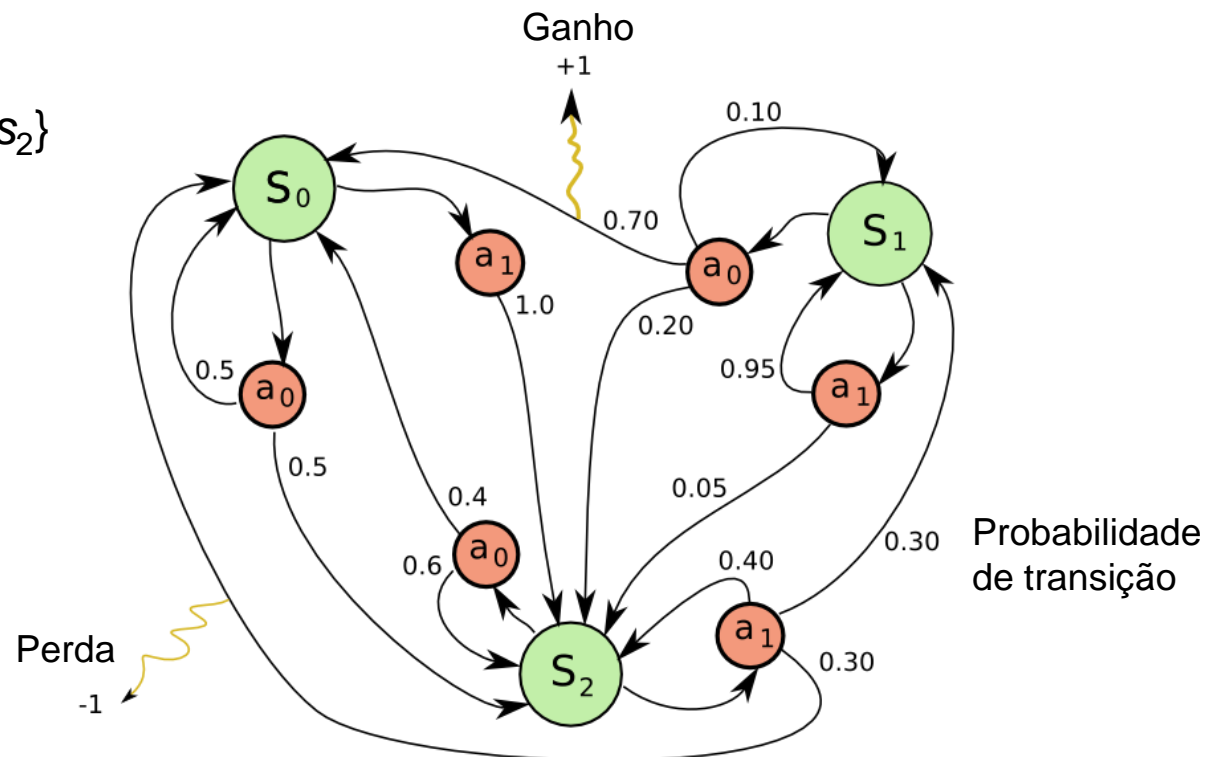 Ganho
+1
s₂}
0.10
S₀
0.70
S₁
a₁
a₀
1.0
0.20
0.5
0.95
a₁
a₀
0.5
0.05
0.4
a₀
0.6
0.40
0.30
Probabilidade
de transição
a₁
0.30
Perda
S₂
-1